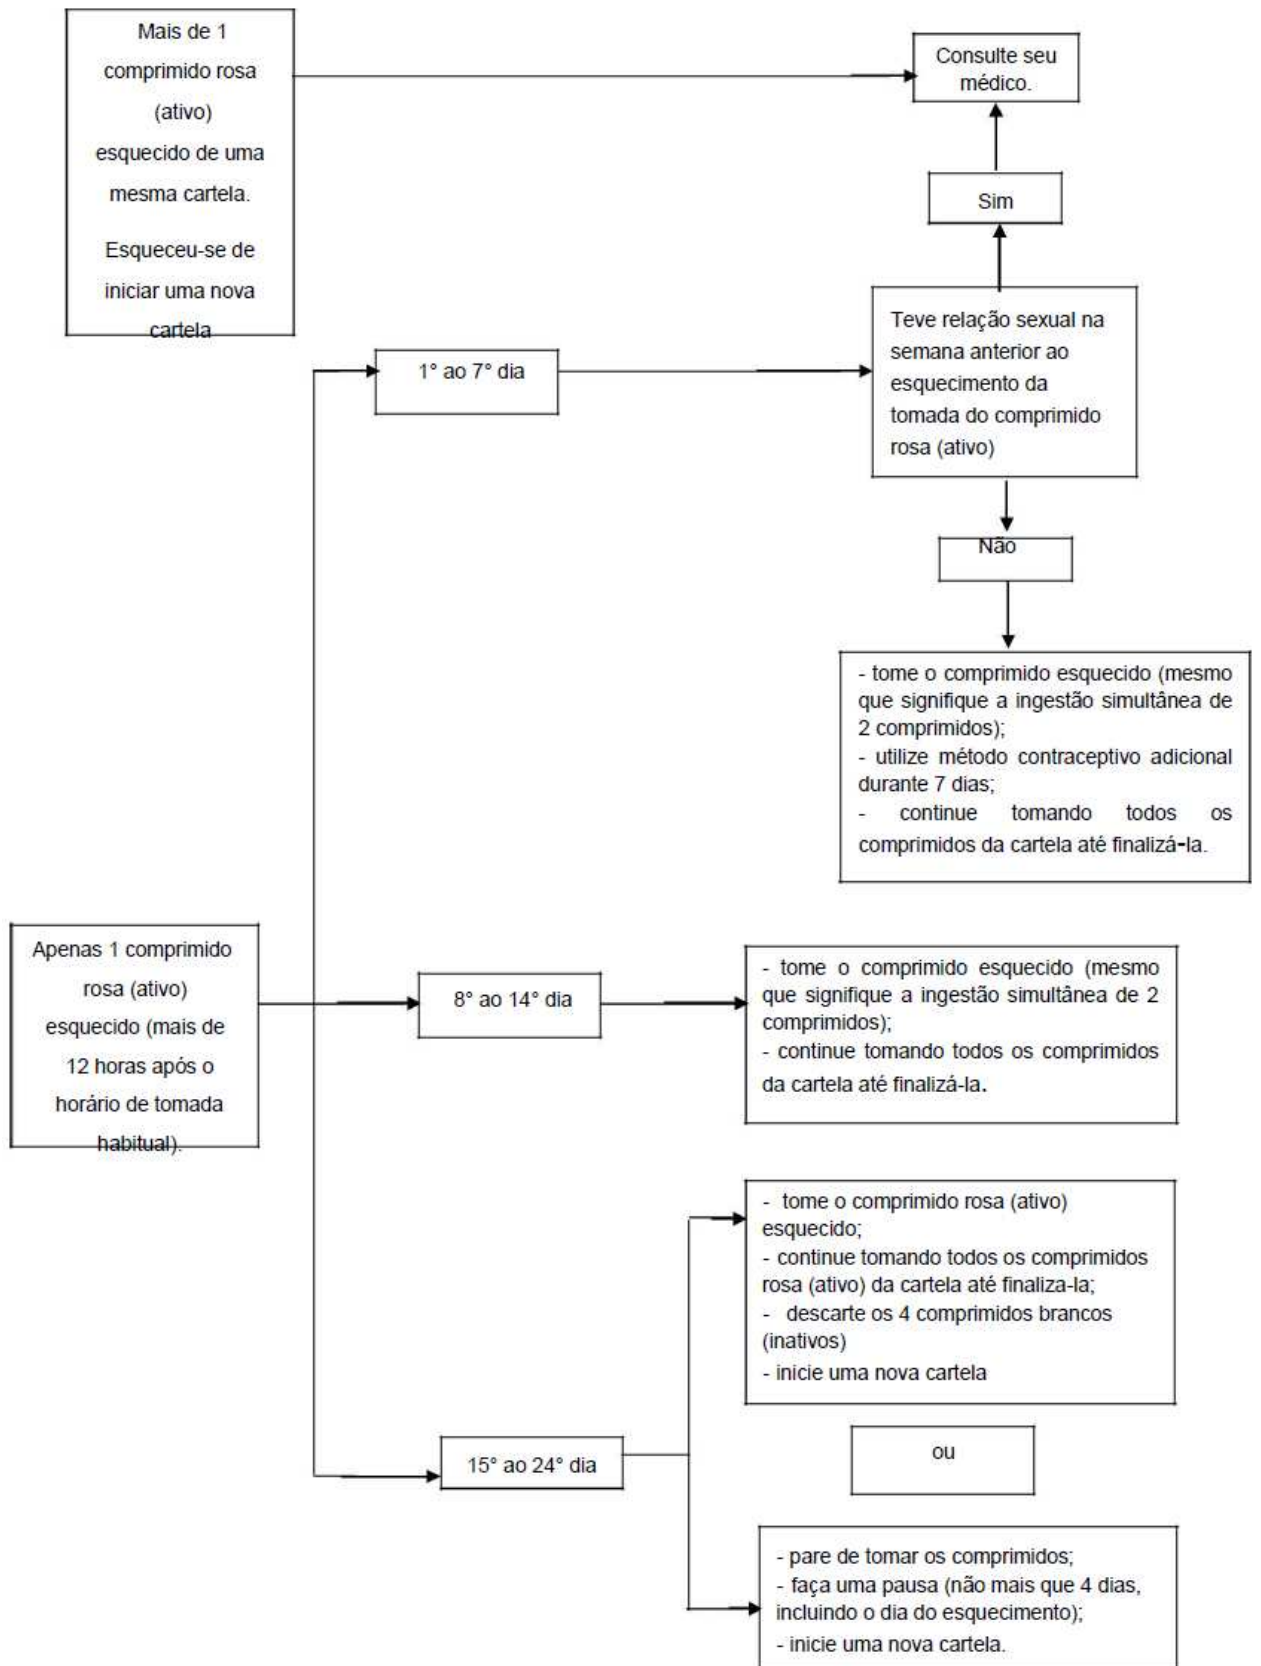 Mais de 1
comprimido rosa
(ativo)
esquecido de uma
mesma cartela.
Esqueceu-se de
iniciar uma nova
cartela
Consulte seu
médico.
Sim
Teve relação sexual na
semana anterior ao
esquecimento da
tomada do comprimido
rosa (ativo)
1° ao 7° dia
Não
- tome o comprimido esquecido (mesmo
que signifique a ingestão simultânea de
2 comprimidos);
- utilize método contraceptivo adicional
durante 7 dias;
- continue tomando todos os
comprimidos da cartela até finalizá-la.
Apenas 1 comprimido
rosa (ativo)
esquecido (mais de
12 horas após o
horário de tomada
habitual).
8° ao 14° dia
- tome o comprimido esquecido (mesmo
que signifique a ingestão simultânea de 2
comprimidos);
- continue tomando todos os comprimidos
da cartela até finalizá-la.
15° ao 24° dia
- tome o comprimido rosa (ativo)
esquecido;
- continue tomando todos os comprimidos
rosa (ativo) da cartela até finaliza-la;
- descarte os 4 comprimidos brancos
(inativos)
- inicie uma nova cartela
ou
- pare de tomar os comprimidos;
- faça uma pausa (não mais que 4 dias,
incluindo o dia do esquecimento);
- inicie uma nova cartela.